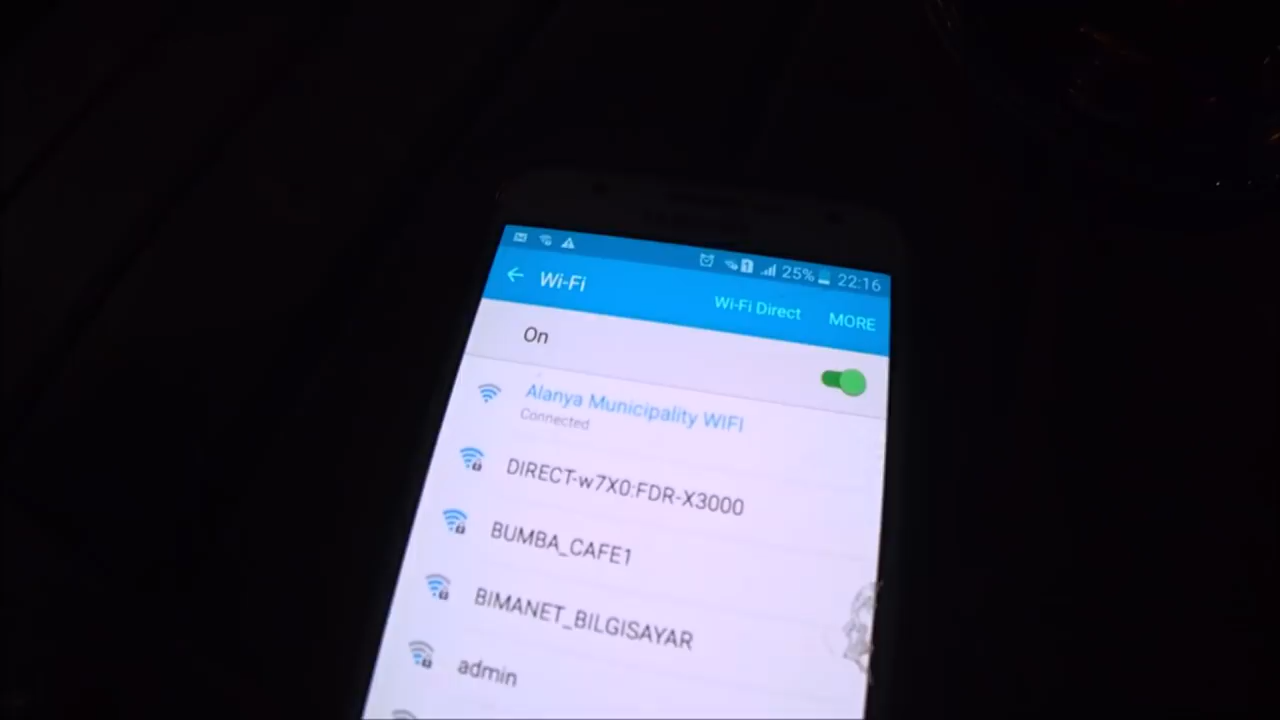 25% 22:16
Wi-Fi
Wi-Fi Direct MORE
On
Alanya Municipality WIFI
Connected
DIRECT-w7X0:FDR-X3000
BUMBA_CAFE1
BIMANET_BILGISAYAR
admin